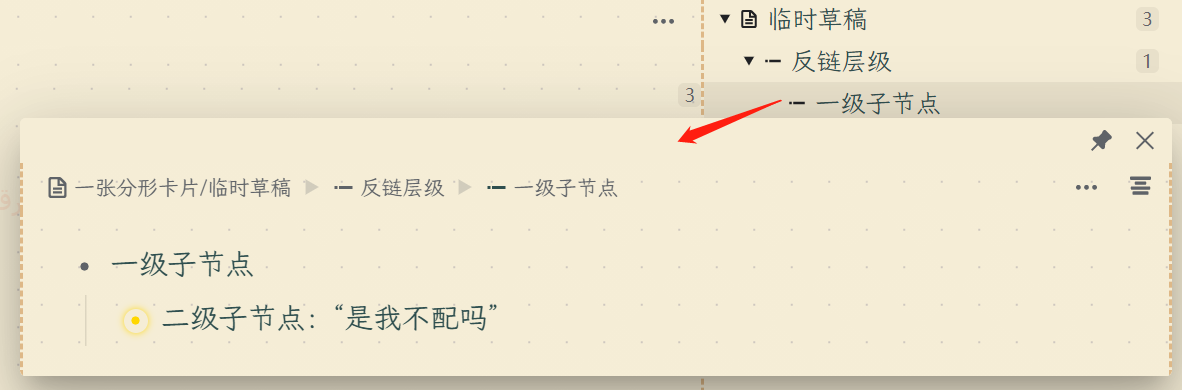 临时草稿 3
反链层级 1
3 一级子节点
一张分形卡片/临时草稿 反链层级 一级子节点
一级子节点
二级子节点：“是我不配吗”